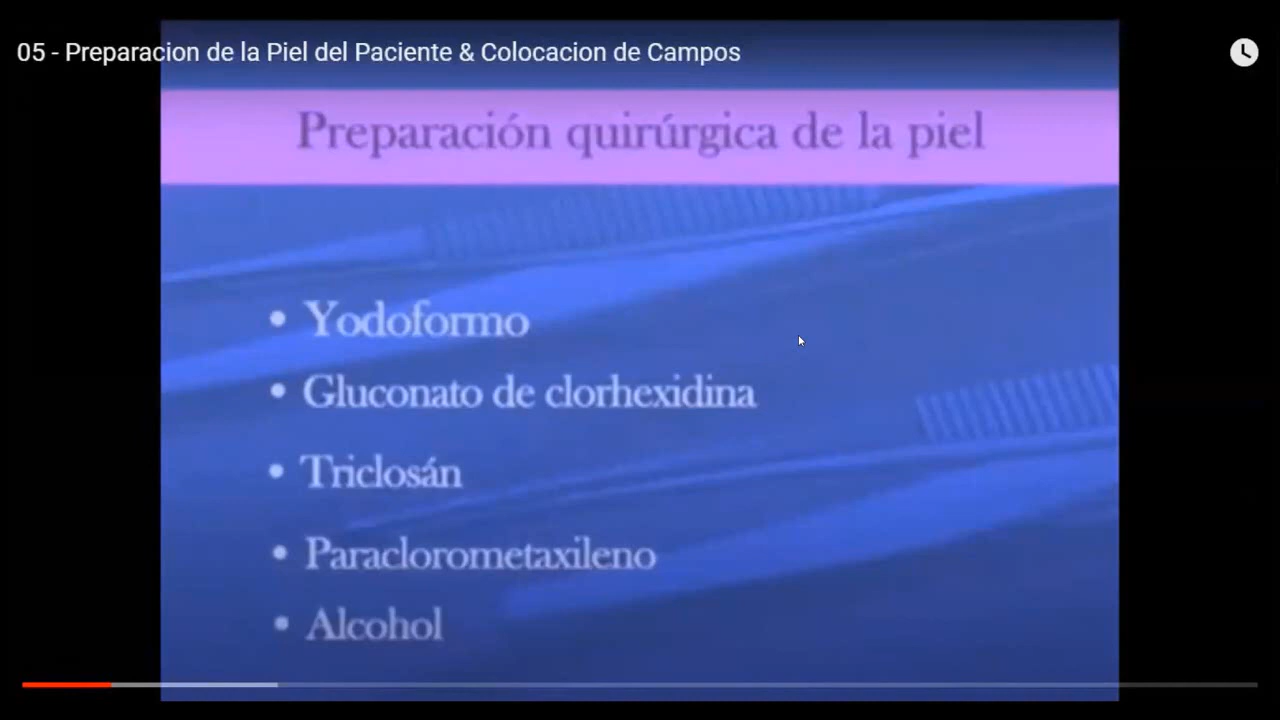 05 - Preparacion de la Piel del Paciente & Colocacion de Campos
Preparación quirúrgica de la piel
• Yodoformo
• Gluconato de clorhexidina
• Triclosán
• Paraclorometaxileno
• Alcohol